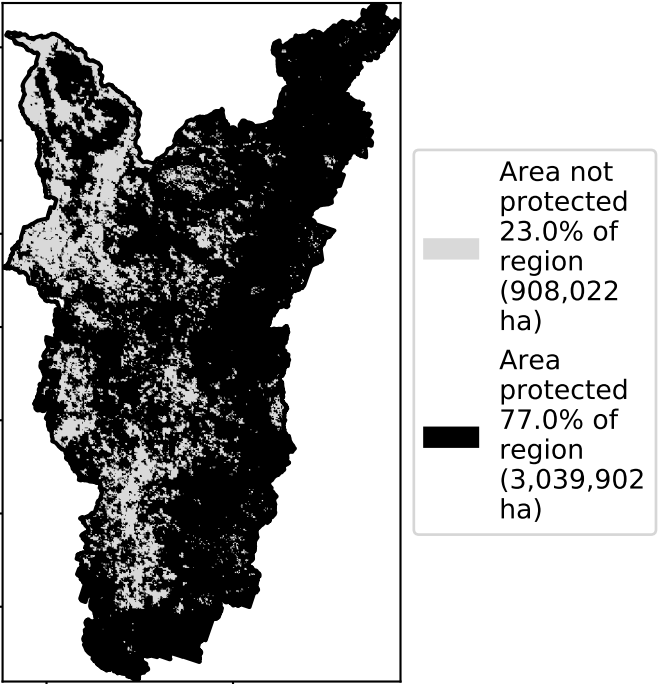 Area not
protected
23.0% of
region
(908,022
ha)
Area
protected
77.0% of
region
(3,039,902
ha)